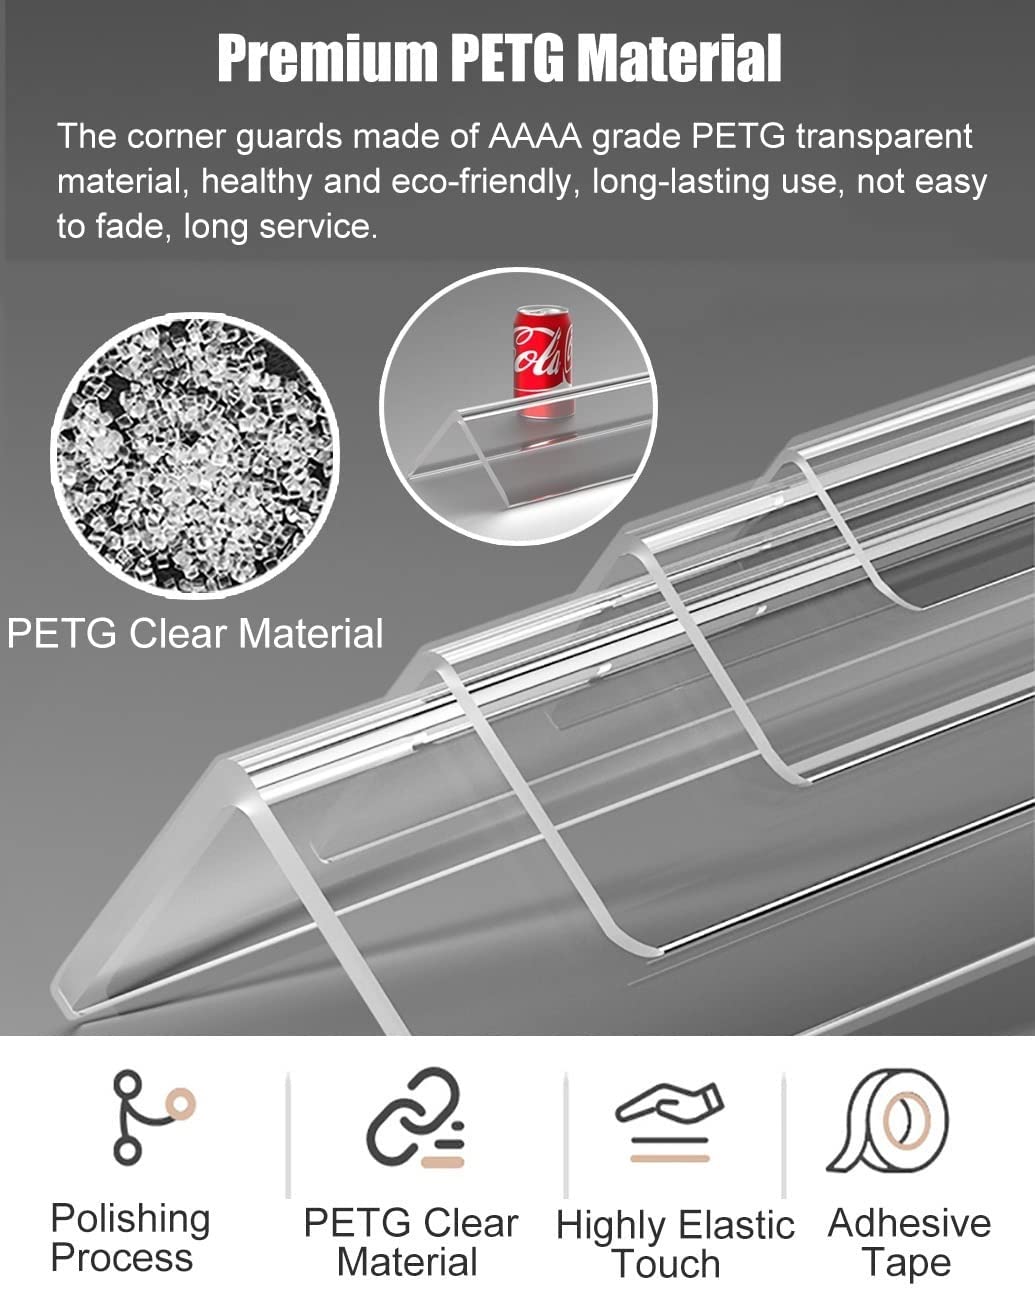 Premium PETG Material
The corner guards made of AAAA grade PETG transparent
material, healthy and eco-friendly, long-lasting use, not easy
to fade, long service.
Cola
PETG Clear Material
Polishing
Process
PETG Clear
Material
Highly Elastic
Touch
Adhesive
Tape